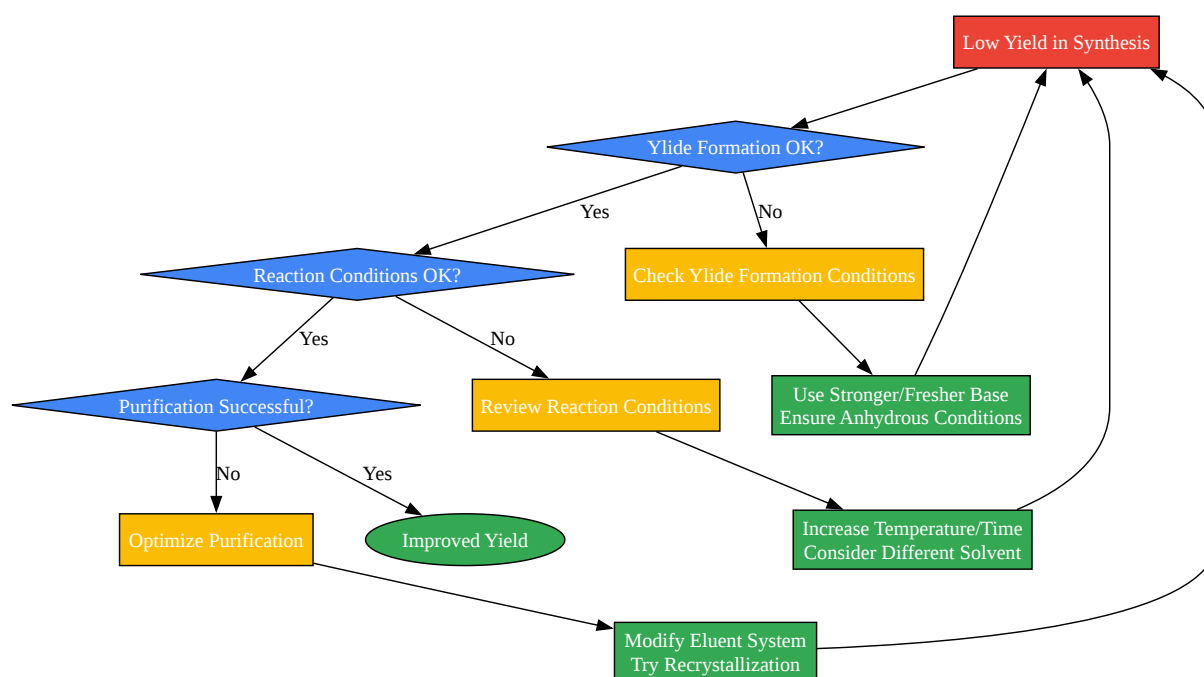 Low Yield in Synthesis
Ylide Formation OK?
Yes
No
Reaction Conditions OK?
Check Ylide Formation Conditions
Yes
No
Purification Successful?
Review Reaction Conditions
Use Stronger/Fresher Base
Ensure Anhydrous Conditions
No
Yes
Optimize Purification
Improved Yield
Increase Temperature/Time
Consider Different Solvent
Modify Eluent System
Try Recrystallization